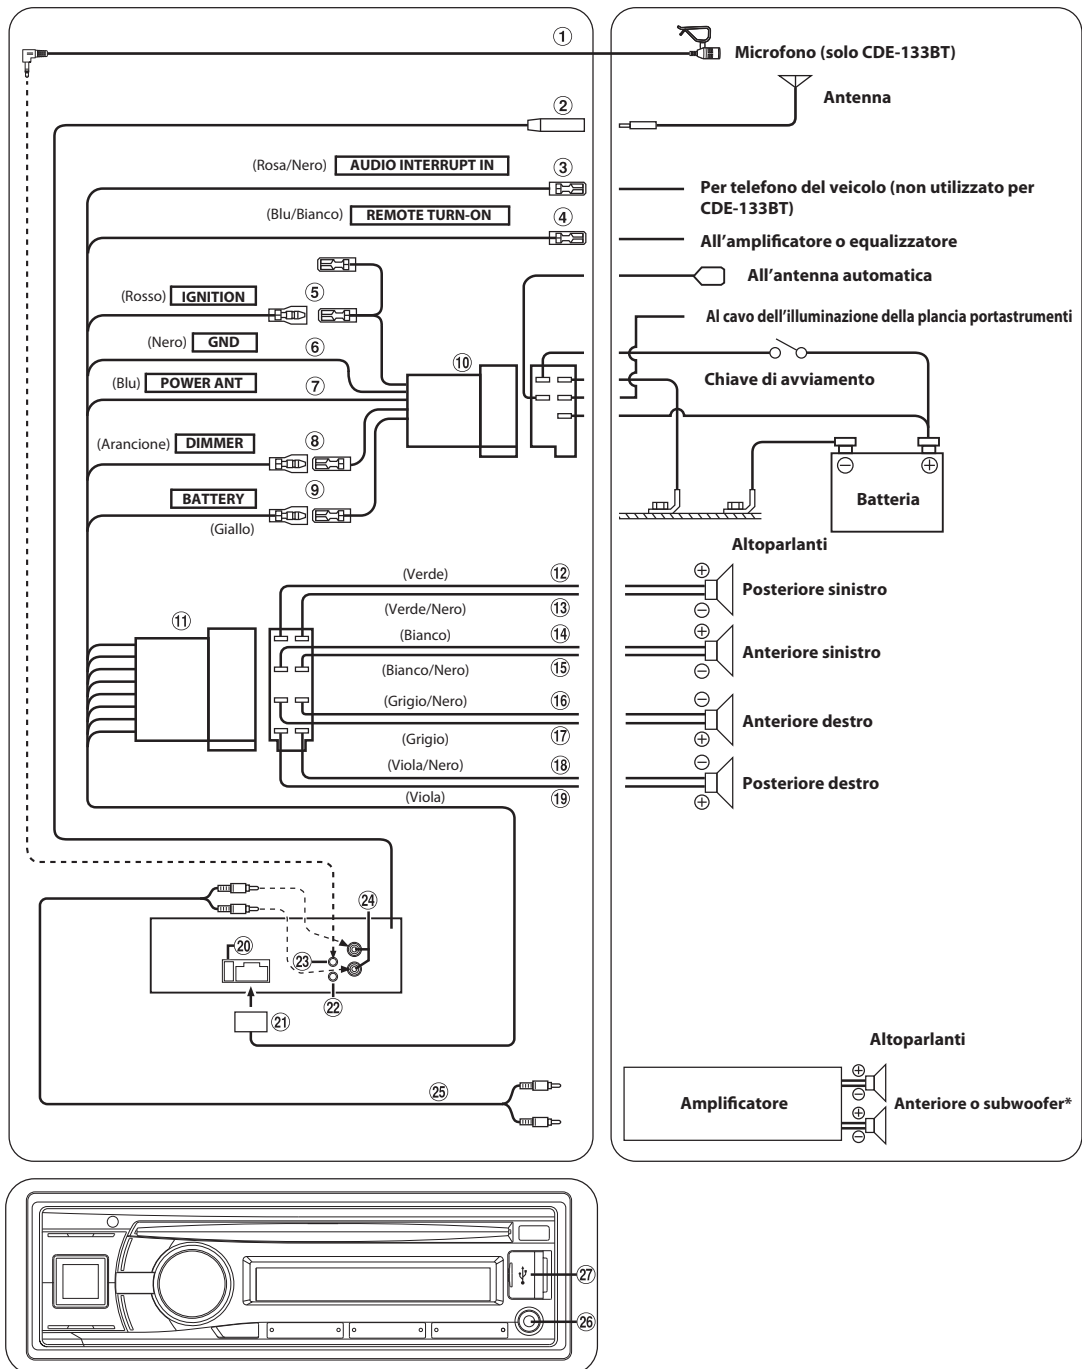 ①
Microfono (solo CDE-133BT)
Antenna
②
(Rosa/Nero) AUDIO INTERRUPT IN ③
Per telefono del veicolo (non utilizzato per
CDE-133BT)
(Blu/Bianco) REMOTE TURN-ON ④
All'amplificatore o equalizzatore
All'antenna automatica
(Rosso) IGNITION ⑤
Al cavo dell'illuminazione della plancia portastrumenti
(Nero) GND ⑥
⑩
Chiave di avviamento
(Blu) POWER ANT ⑦
(Arancione) DIMMER ⑧
⊖ ⊕
Batteria
BATTERY ⑨
(Giallo)
Altoparlanti
(Verde) ⑫
⊕
Posteriore sinistro
⊖
(Verde/Nero) ⑬
⑪
(Bianco) ⑭
⊕
Anteriore sinistro
⊖
(Bianco/Nero) ⑮
(Grigio/Nero) ⑯
⊖
Anteriore destro
⊕
(Grigio) ⑰
(Viola/Nero) ⑱
⊖
Posteriore destro
⊕
(Viola) ⑲
㉔
⑳
㉓
㉒
㉑
Altoparlanti
㉕
Amplificatore
⊕
⊖
Anteriore o subwoofer*
⊕
⊖
㉗
㉖